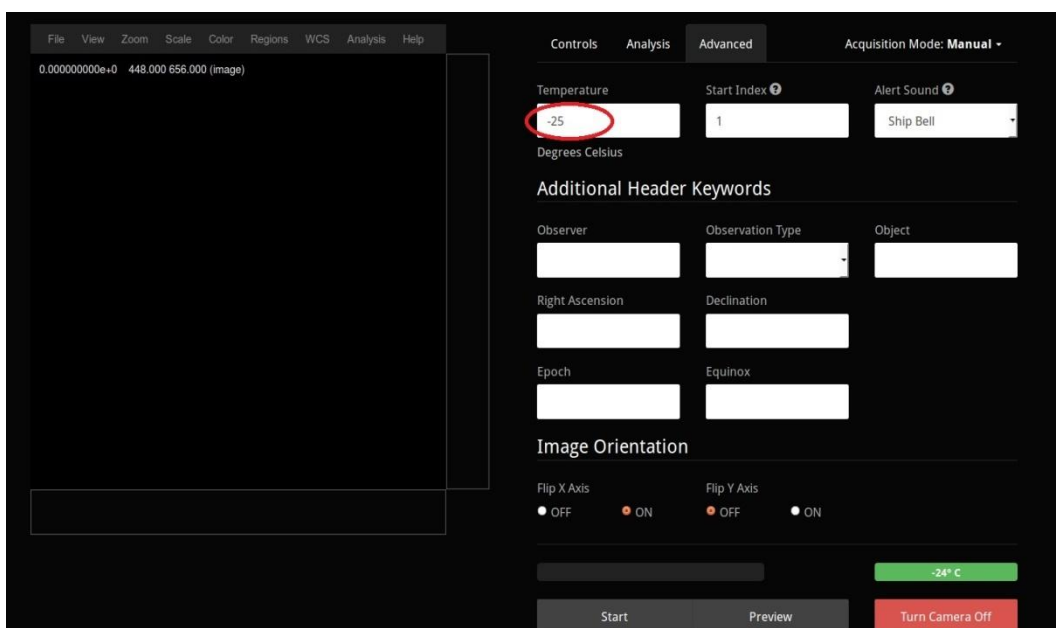 File View Zoom Scale Color Regions WCS Analysis Help
0.000000000e+0 448.000 656.000 (image)
Controls Analysis Advanced Acquisition Mode: Manual
Temperature Start Index Alert Sound
-25 1 Ship Bell
Degrees Celsius
Additional Header Keywords
Observer Observation Type Object
Right Ascension Declination
Epoch Equinox
Image Orientation
Flip X Axis Flip Y Axis
OFF ON OFF ON
-24° C
Start Preview Turn Camera Off